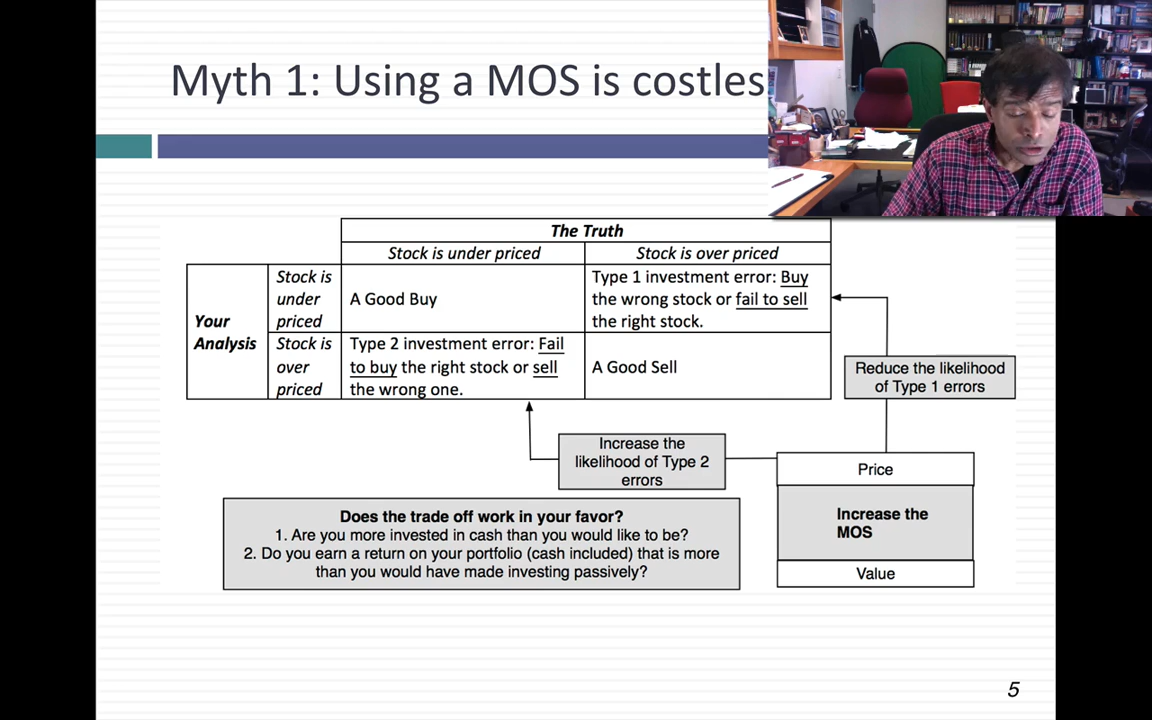 Myth 1: Using a MOS is costles
The Truth
Stock is under priced
Stock is over priced
Your
Analysis
Stock is
under
priced
A Good Buy
Type 1 investment error: Buy
the wrong stock or fail to sell
the right stock.
Stock is
over
priced
Type 2 investment error: Fail
to buy the right stock or sell
the wrong one.
A Good Sell
Reduce the likelihood
of Type 1 errors
Increase the
likelihood of Type 2
errors
Price
Increase the
MOS
Value
Does the trade off work in your favor?
1. Are you more invested in cash than you would like to be?
2. Do you earn a return on your portfolio (cash included) that is more
than you would have made investing passively?
5